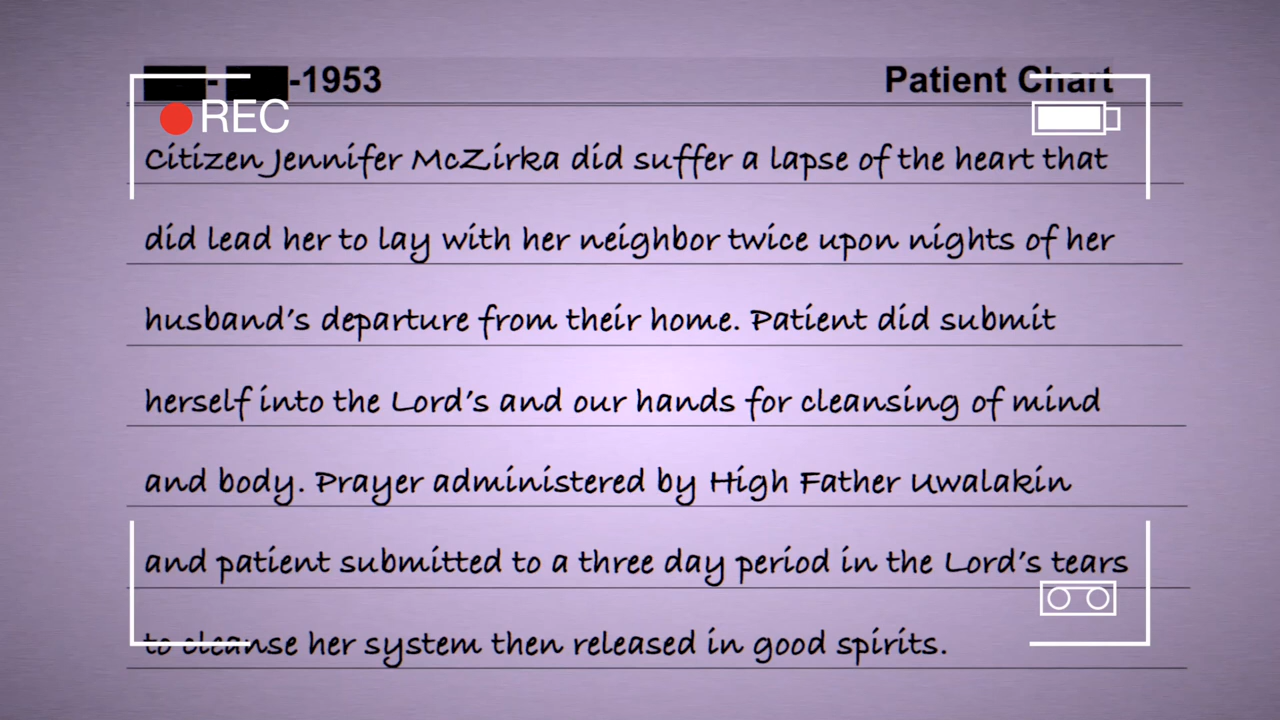 -1953 Patient Chart
REC
Citizen Jennifer McZirka did suffer a lapse of the heart that
did lead her to lay with her neighbor twice upon nights of her
husband's departure from their home. Patient did submit
herself into the Lord's and our hands for cleansing of mind
and body. Prayer administered by High Father Uwalakin
and patient submitted to a three day period in the Lord's tears
to cleanse her system then released in good spirits.